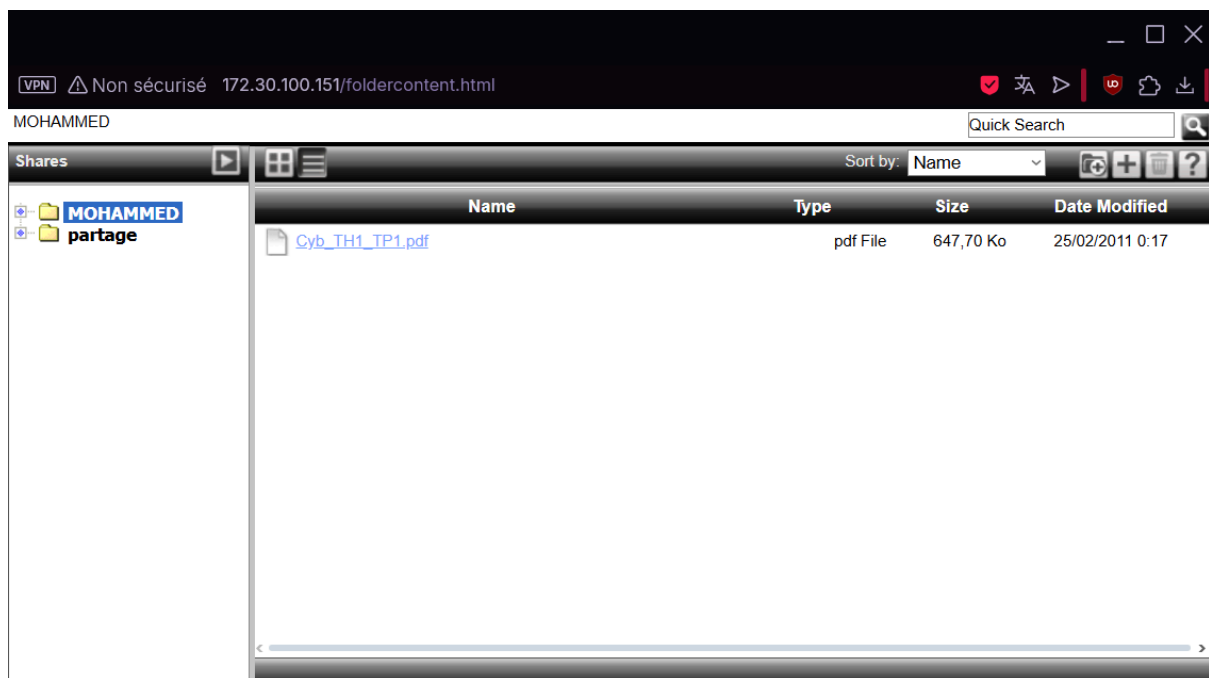 VPN Non sécurisé 172.30.100.151/foldercontent.html
MOHAMMED Quick Search
Shares Sort by: Name
MOHAMMED
partage
Name Type Size Date Modified
Cyb_TH1_TP1.pdf pdf File 647,70 Ko 25/02/2011 0:17